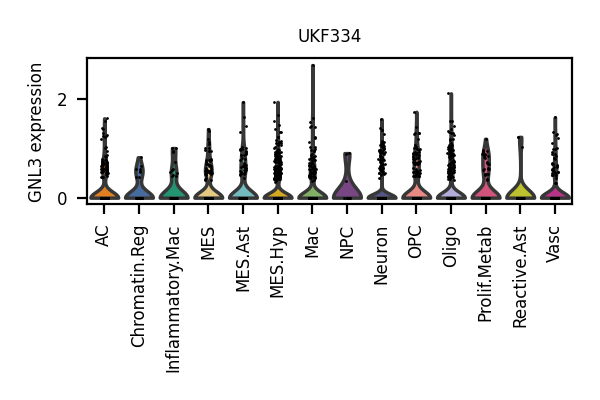 UKF334
GNL3 expression
2
0
AC
Chromatin.Reg
Inflammatory.Mac
MES
MES.Ast
MES.Hyp
Mac
NPC
Neuron
OPC
Oligo
Prolif.Metab
Reactive.Ast
Vasc